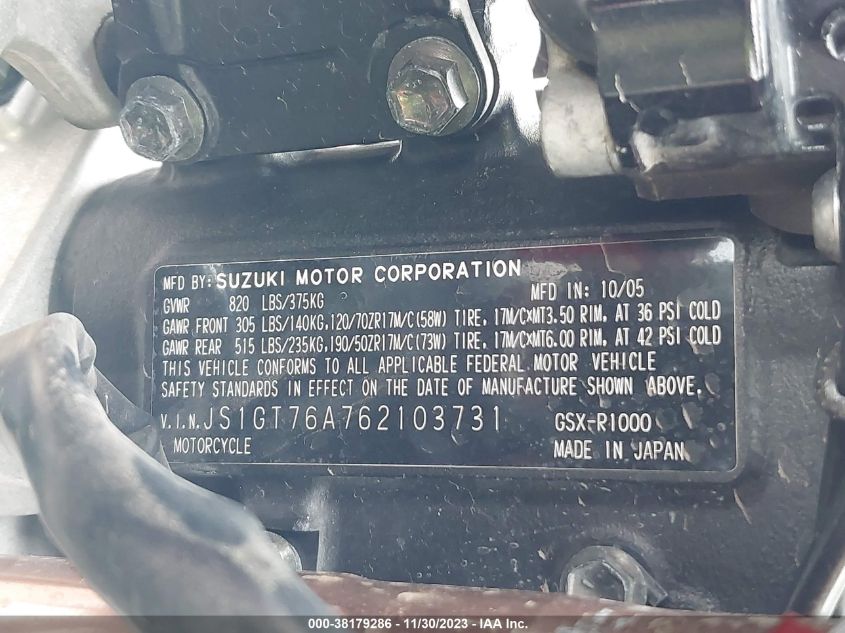 MFD BY: SUZUKI MOTOR CORPORATION
GVWR 820 LBS/375KG MFD IN: 10/05
GAWR FRONT 305 LBS/140KG, 120/70ZR17M/C(58W) TIRE, 17M/C×MT3.50 RIM, AT 36 PSI COLD
GAWR REAR 515 LBS/235KG, 190/50ZR17M/C(73W) TIRE, 17M/C×MT6.00 RIM, AT 42 PSI COLD
THIS VEHICLE CONFORMS TO ALL APPLICABLE FEDERAL MOTOR VEHICLE
SAFETY STANDARDS IN EFFECT ON THE DATE OF MANUFACTURE SHOWN ABOVE.
V.I.N. JS1GT76A762103731 GSX-R1000
MOTORCYCLE MADE IN JAPAN
000-38179286 - 11/30/2023 - © IAA Inc.